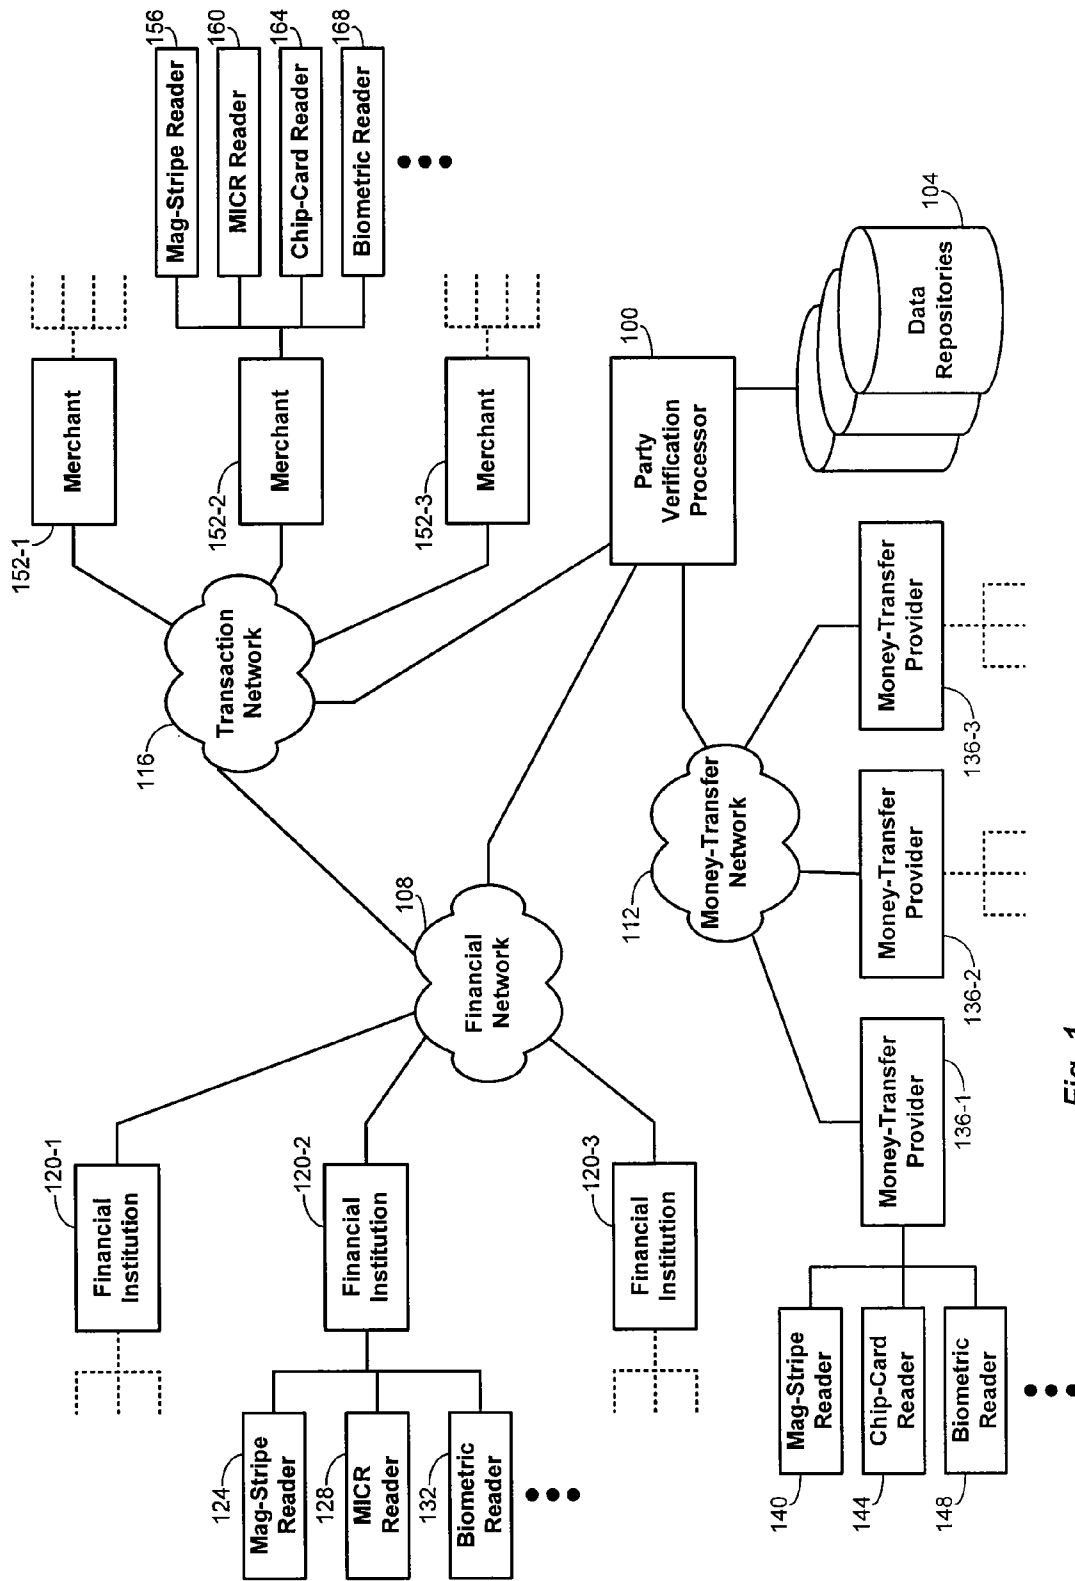 120-1
Financial
Institution
124
Mag-Stripe
Reader
128
MICR
Reader
132
Biometric
Reader
120-2
Financial
Institution
120-3
Financial
Institution
108
Financial
Network
116
Transaction
Network
152-1
Merchant
152-2
Merchant
152-3
Merchant
156
Mag-Stripe Reader
160
MICR Reader
164
Chip-Card Reader
168
Biometric Reader
100
Party
Verification
Processor
104
Data
Repositories
112
Money-Transfer
Network
140
Mag-Stripe
Reader
144
Chip-Card
Reader
148
Biometric
Reader
Money-Transfer
Provider
136-1
Money-Transfer
Provider
136-2
Money-Transfer
Provider
136-3